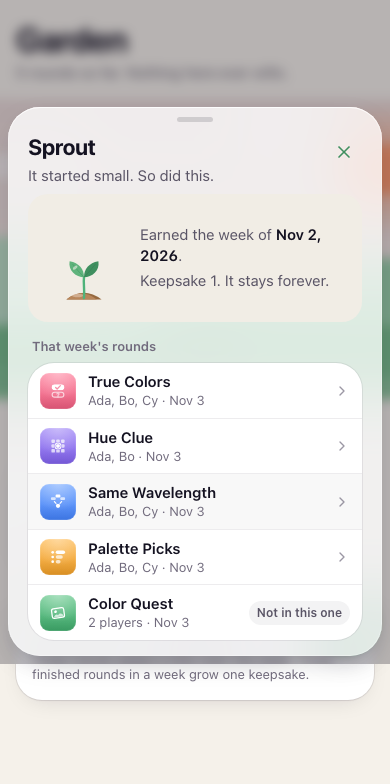 Garden
Sprout
It started small. So did this.
Earned the week of Nov 2,
2026.
Keepsake 1. It stays forever.
That week's rounds
True Colors
Ada, Bo, Cy · Nov 3
Hue Clue
Ada, Bo · Nov 3
Same Wavelength
Ada, Bo, Cy · Nov 3
Palette Picks
Ada, Bo, Cy · Nov 3
Color Quest
2 players · Nov 3
Not in this one
finished rounds in a week grow one keepsake.